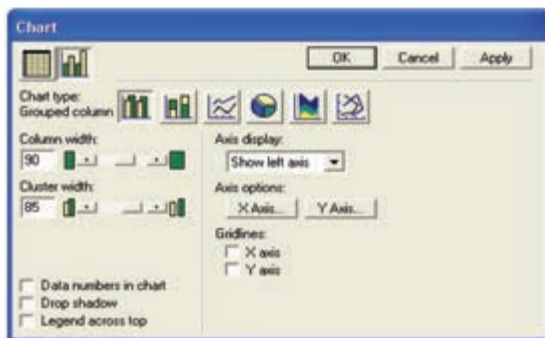 Chart
OK Cancel Apply
Chart type:
Grouped column
Column width:
90
Cluster width:
85
Data numbers in chart
Drop shadow
Legend across top
Axis display:
Show left axis
Axis options:
X Axis... Y Axis...
Gridlines:
X axis
Y axis